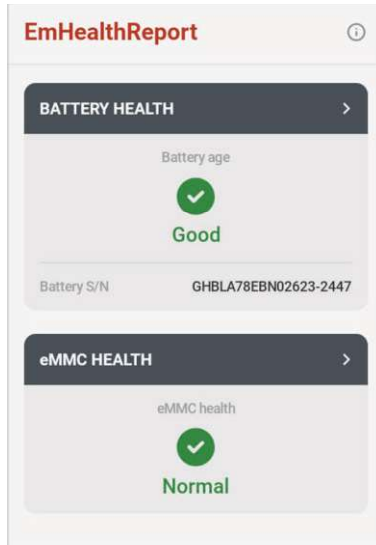 EmHealthReport
BATTERY HEALTH
Battery age
Good
Battery S/N GHBLA78EBN02623-2447
eMMC HEALTH
eMMC health
Normal